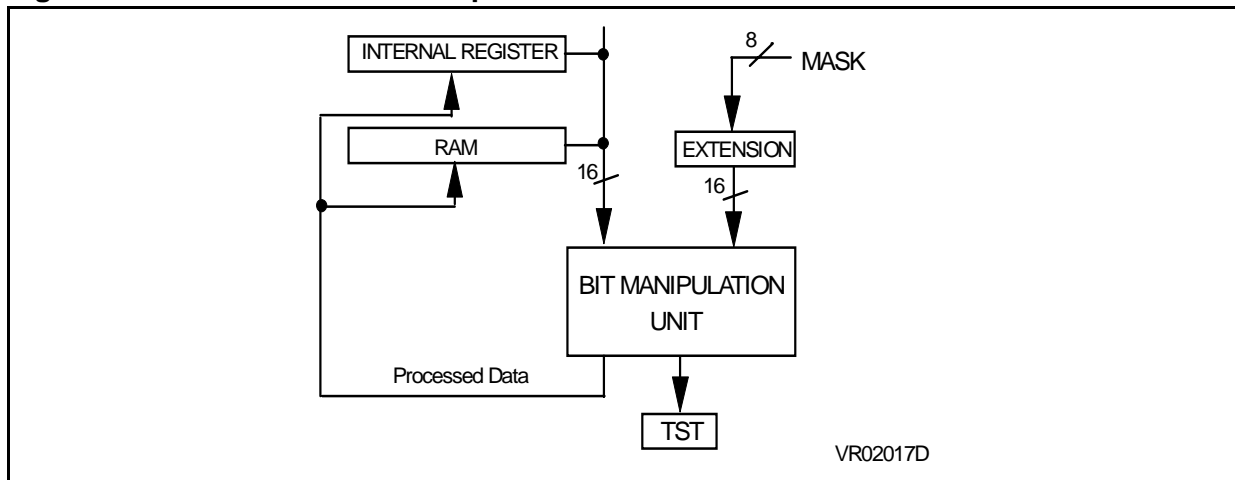 INTERNAL REGISTER
8
MASK
RAM
EXTENSION
16
16
BIT MANIPULATION
UNIT
Processed Data
TST
VR02017D